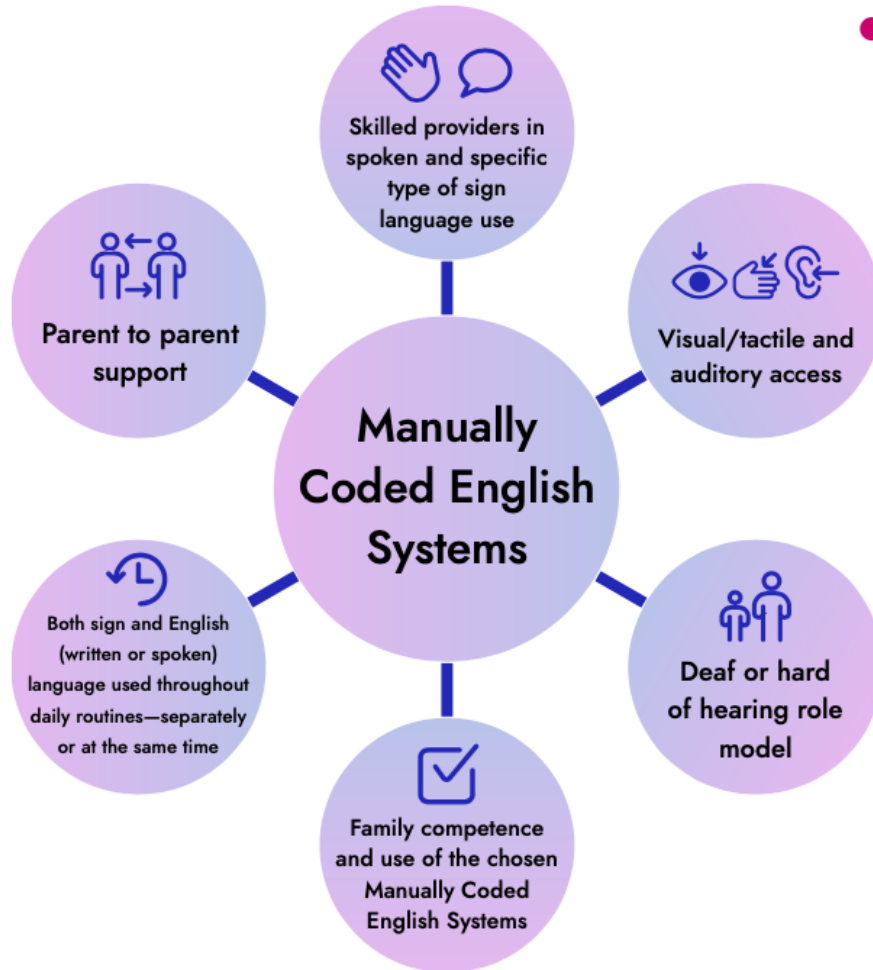 Skilled providers in
spoken and specific
type of sign
language use
Parent to parent
support
Visual/tactile and
auditory access
Manually
Coded English
Systems
Both sign and English
(written or spoken)
language used throughout
daily routines—separately
or at the same time
Deaf or hard
of hearing role
model
Family competence
and use of the chosen
Manually Coded
English Systems